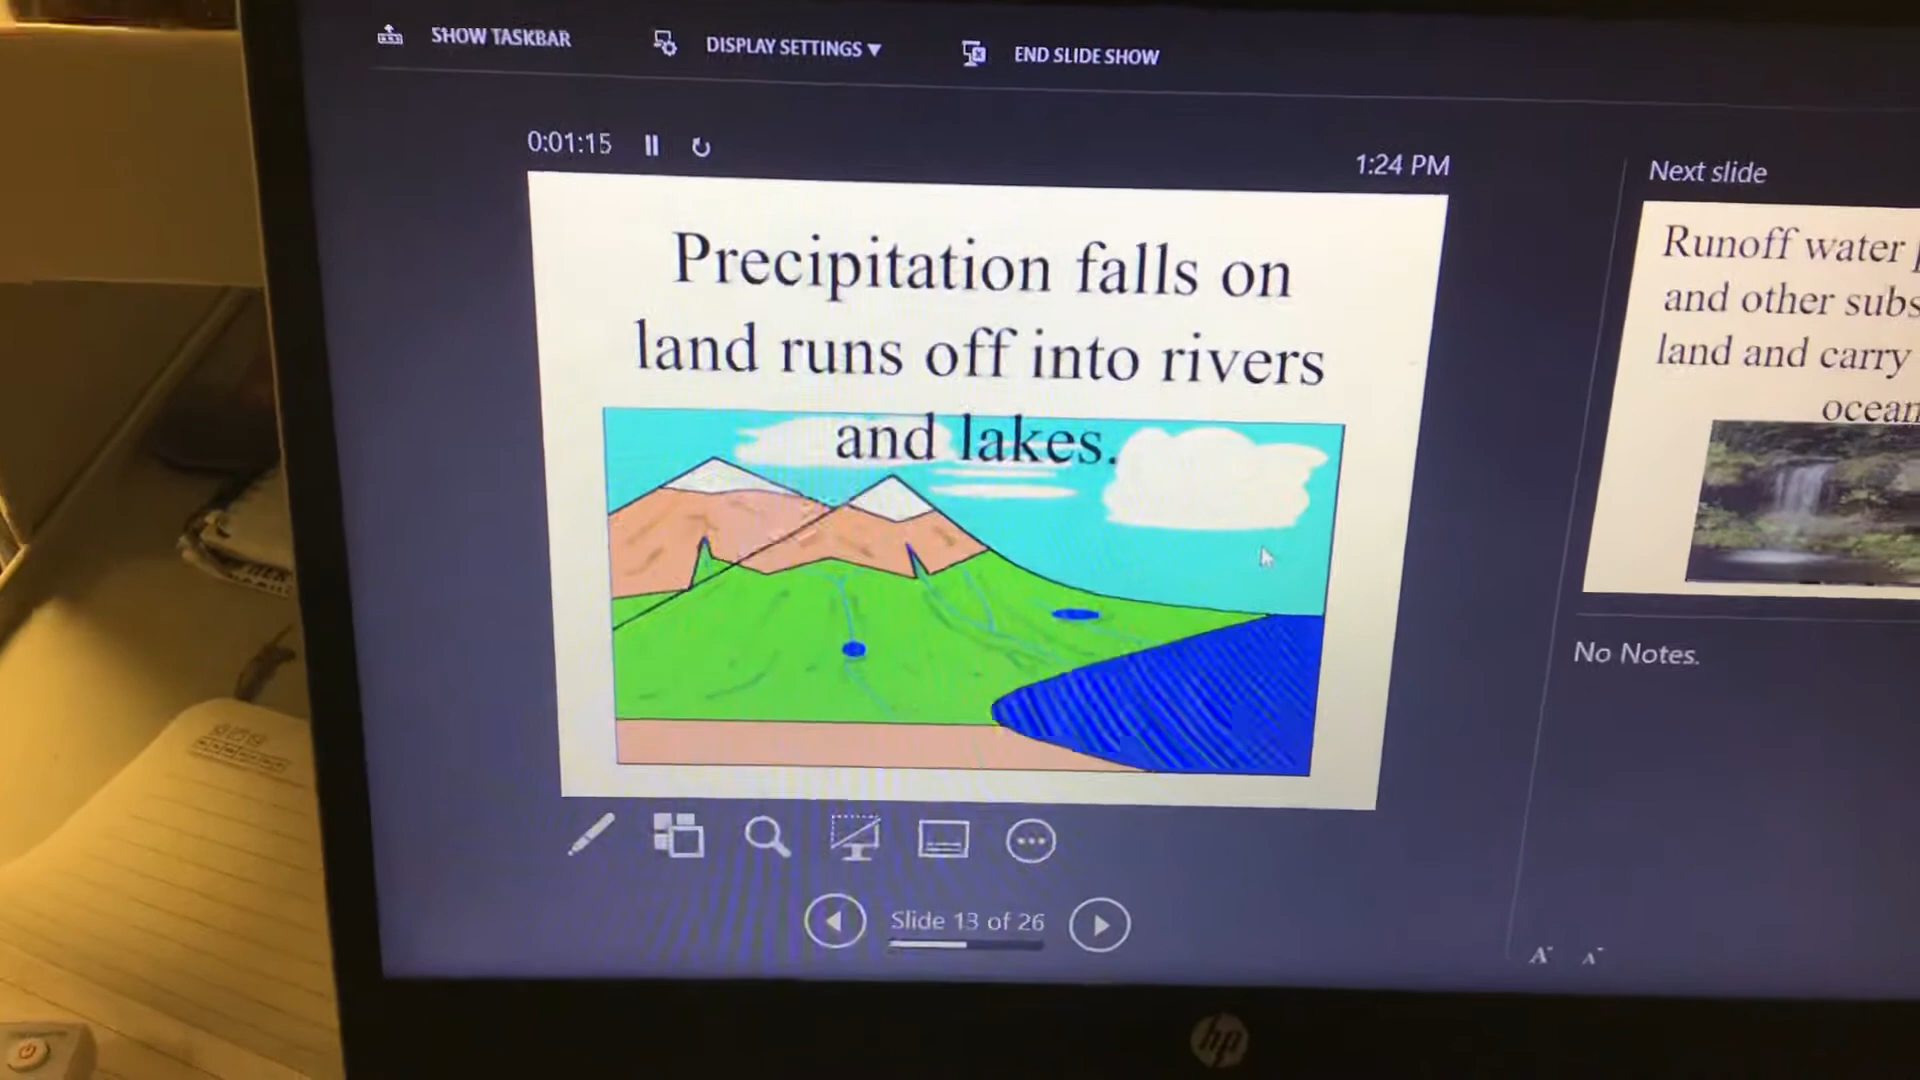 SHOW TASKBAR
DISPLAY SETTINGS ▼
END SLIDE SHOW
0:01:15
1:24 PM
Precipitation falls on
land runs off into rivers
and lakes.
Next slide
Runoff water
and other subs
land and carry
ocean
No Notes.
Slide 13 of 26
A A
hp